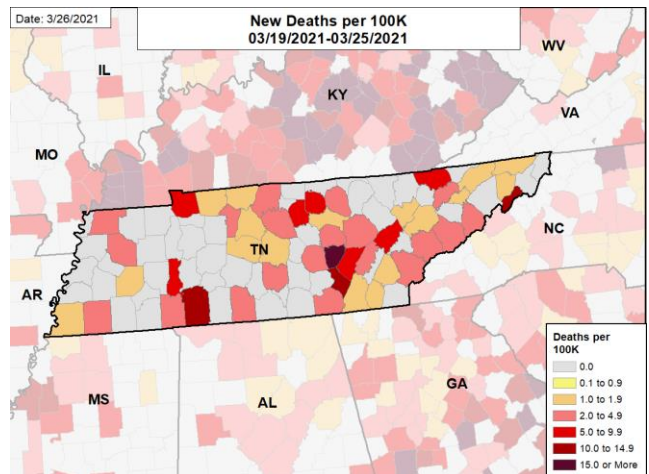 Date: 3/26/2021
New Deaths per 100K
03/19/2021-03/25/2021
WV
IL
KY
VA
MO
TN
NC
AR
MS
AL
GA
Deaths per
100K
0.0
0.1 to 0.9
1.0 to 1.9
2.0 to 4.9
5.0 to 9.9
10.0 to 14.9
15.0 or More